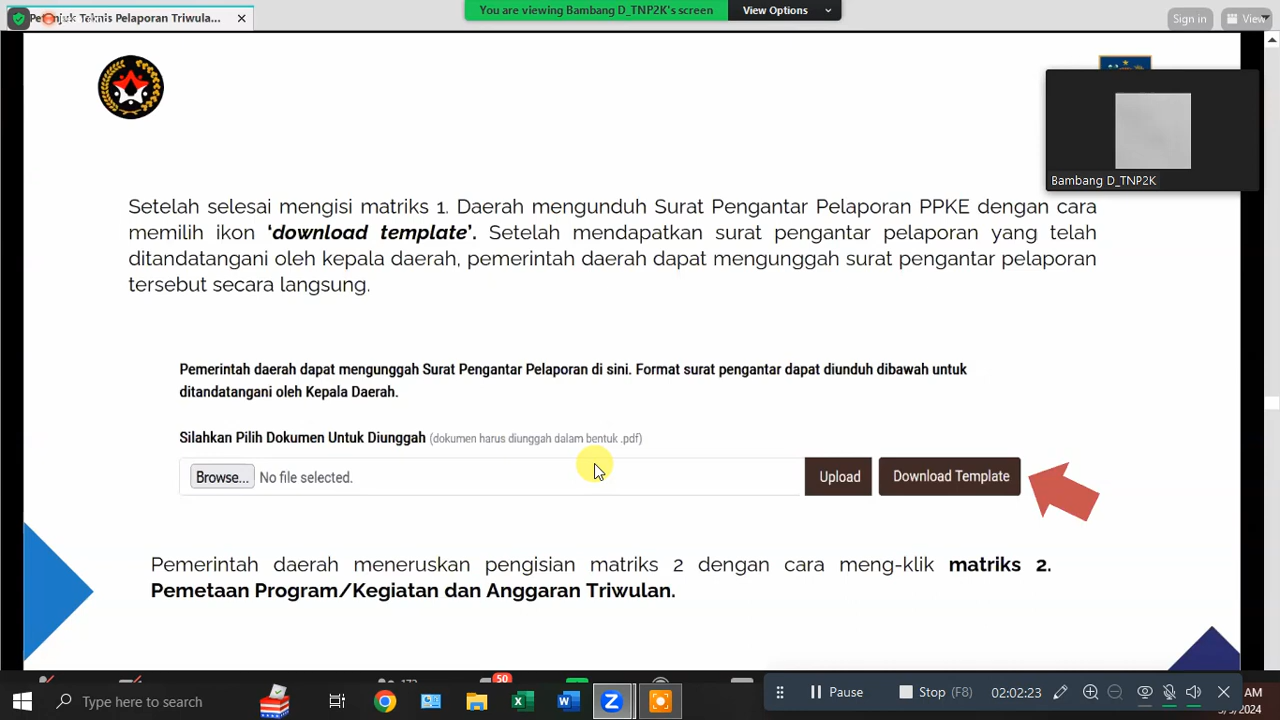 Petunjuk Teknis Pelaporan Triwula...
You are viewing Bambang D_TNP2K's screen
View Options
Sign in
View
Bambang D_TNP2K
Setelah selesai mengisi matriks 1. Daerah mengunduh Surat Pengantar Pelaporan PPKE dengan cara
memilih ikon ‘download template’. Setelah mendapatkan surat pengantar pelaporan yang telah
ditandatangani oleh kepala daerah, pemerintah daerah dapat mengunggah surat pengantar pelaporan
tersebut secara langsung.
Pemerintah daerah dapat mengunggah Surat Pengantar Pelaporan di sini. Format surat pengantar dapat diunduh dibawah untuk
ditandatangani oleh Kepala Daerah.
Silahkan Pilih Dokumen Untuk Diunggah (dokumen harus diunggah dalam bentuk .pdf)
Browse... No file selected.
Upload
Download Template
Pemerintah daerah meneruskan pengisian matriks 2 dengan cara meng-klik matriks 2.
Pemetaan Program/Kegiatan dan Anggaran Triwulan.
50
Type here to search
Pause
Stop (F8)
02:02:23
AM